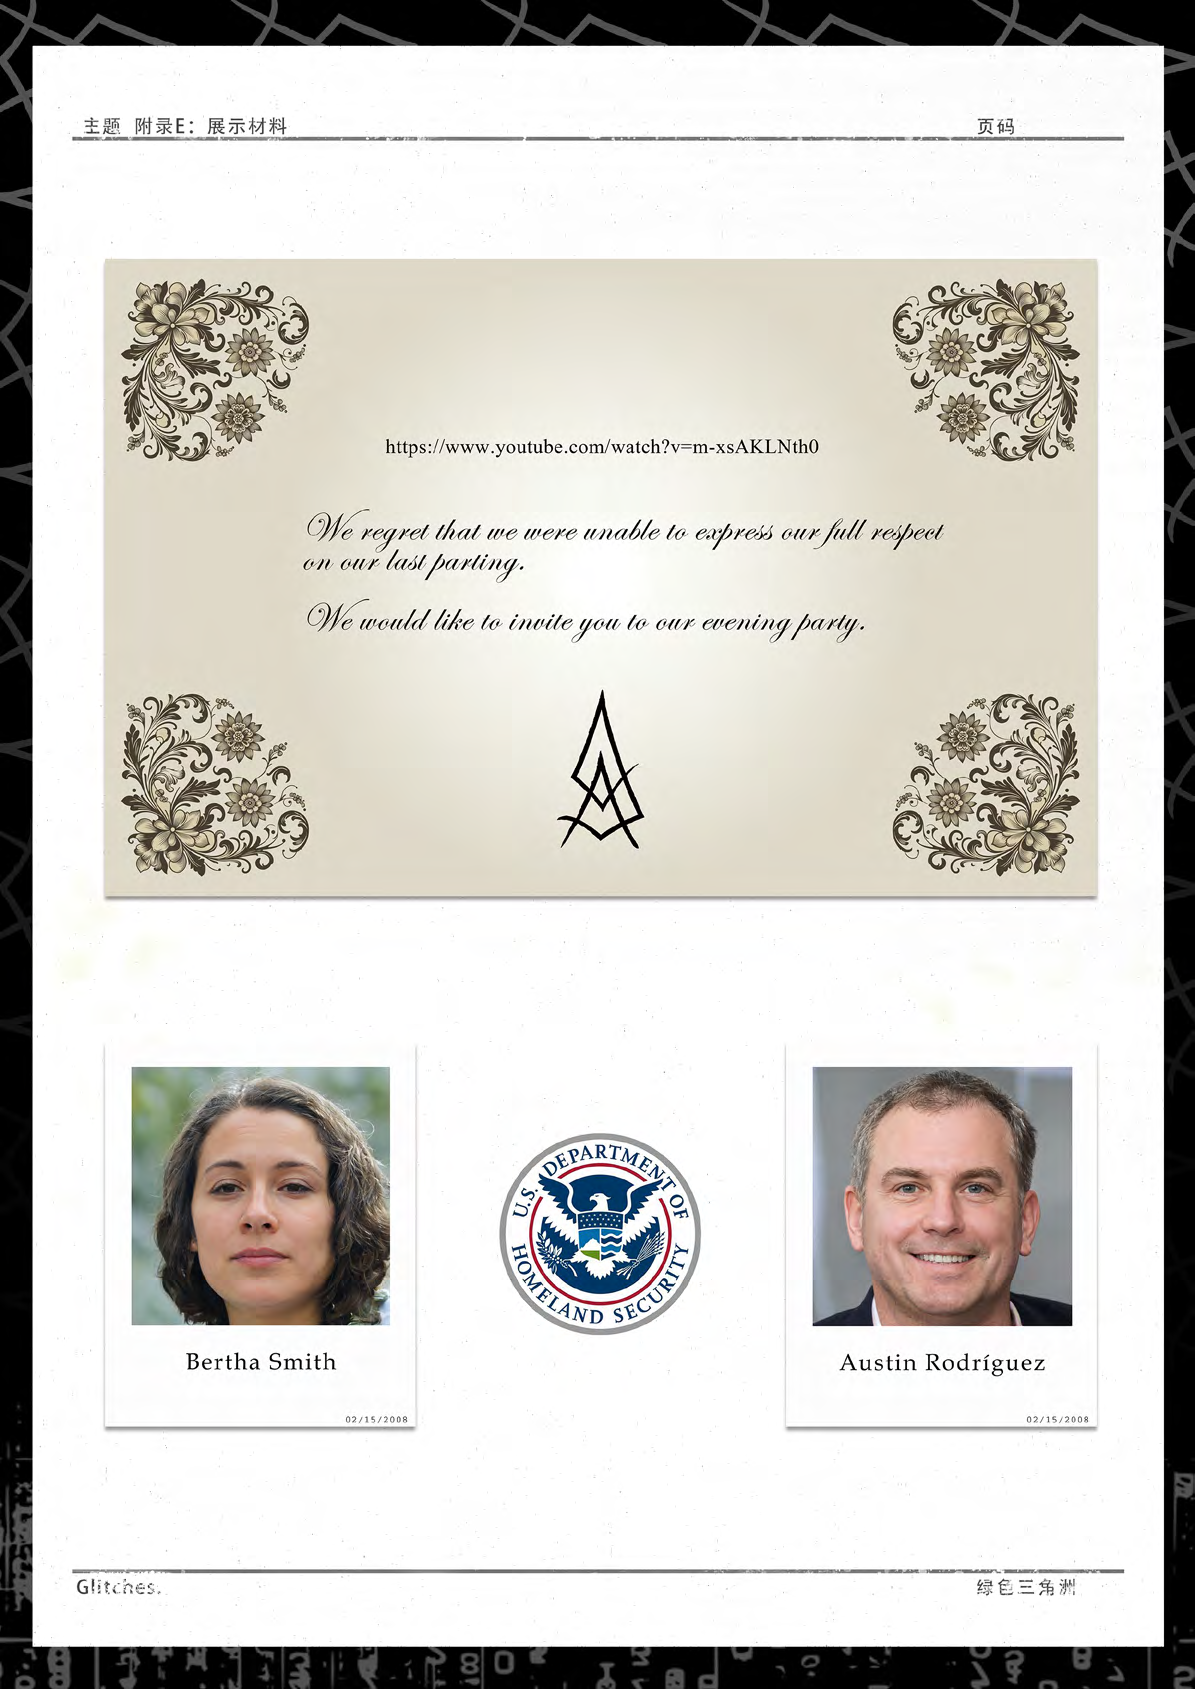 主题 附录E：展示材料
页码
https://www.youtube.com/watch?v=m-xsAKLNth0
We regret that we were unable to express our full respect
on our last parting.
We would like to invite you to our evening party.
U.S. DEPARTMENT OF
HOMELAND SECURITY
Bertha Smith
02/15/2008
Austin Rodríguez
02/15/2008
Glitches.
绿色三角洲